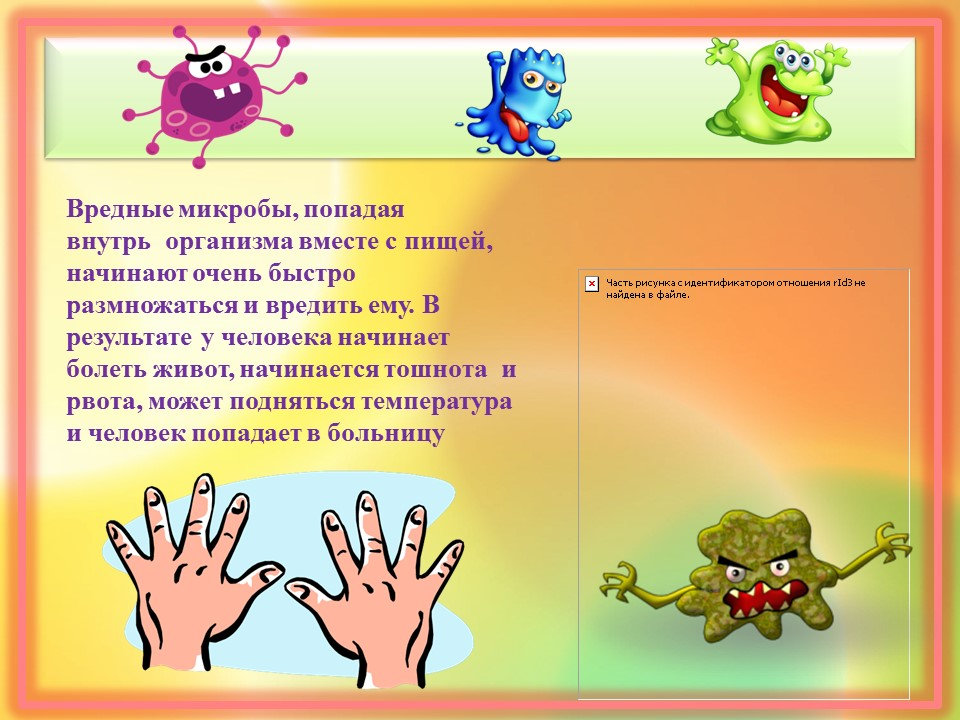 Вредные микробы, попадая
внутрь организма вместе с пищей,
начинают очень быстро
размножаться и вредить ему. В
результате у человека начинает
болеть живот, начинается тошнота и
рвота, может подняться температура
и человек попадает в больницу
Часть рисунка с идентификатором отношения rId3 не
найдена в файле.